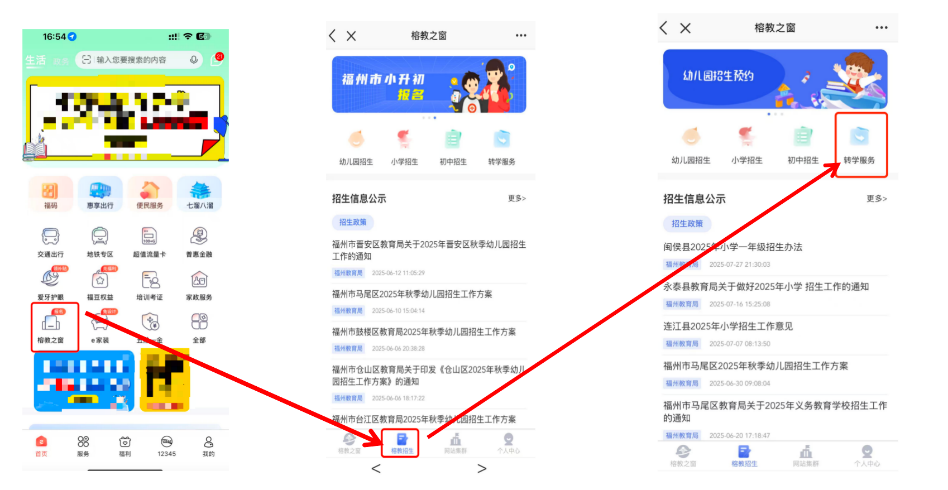 16:54
生活
输入您要搜索的内容
福码
惠享出行
便民服务
七溜八溜
交通出行
地铁专区
超值流量卡
普惠金融
爱牙护眼
福豆权益
培训考证
家政服务
榕教之窗
e家装
全部
首页
服务
福利
12345
我的
榕教之窗
福州市小升初
报名
幼儿园招生
小学招生
初中招生
转学服务
招生信息公示
更多>
招生政策
福州市晋安区教育局关于2025年晋安区秋季幼儿园招生
工作的通知
福州教育局 2025-06-12 11:05:29
福州市马尾区2025年秋季幼儿园招生工作方案
福州教育局 2025-06-10 15:04:14
福州市鼓楼区教育局2025年秋季幼儿园招生工作方案
福州教育局 2025-06-06 20:38:28
福州市仓山区教育局关于印发《仓山区2025年秋季幼儿
园招生工作方案》的通知
福州教育局 2025-06-06 18:17:22
福州市台江区教育局2025年秋季幼儿园招生工作方案
榕教之窗
榕教招生
网站集群
个人中心
榕教之窗
幼儿园招生预约
幼儿园招生
小学招生
初中招生
转学服务
招生信息公示
更多>
招生政策
闽侯县2025年小学一年级招生办法
福州教育局 2025-07-27 21:30:03
永泰县教育局关于做好2025年小学 招生工作的通知
福州教育局 2025-07-16 15:25:08
连江县2025年小学招生工作意见
福州教育局 2025-07-07 08:13:50
福州市马尾区2025年秋季幼儿园招生工作方案
福州教育局 2025-06-30 09:08:04
福州市马尾区教育局关于2025年义务教育学校招生工作
的通知
福州教育局 2025-06-20 17:18:47
榕教之窗
榕教招生
网站集群
个人中心